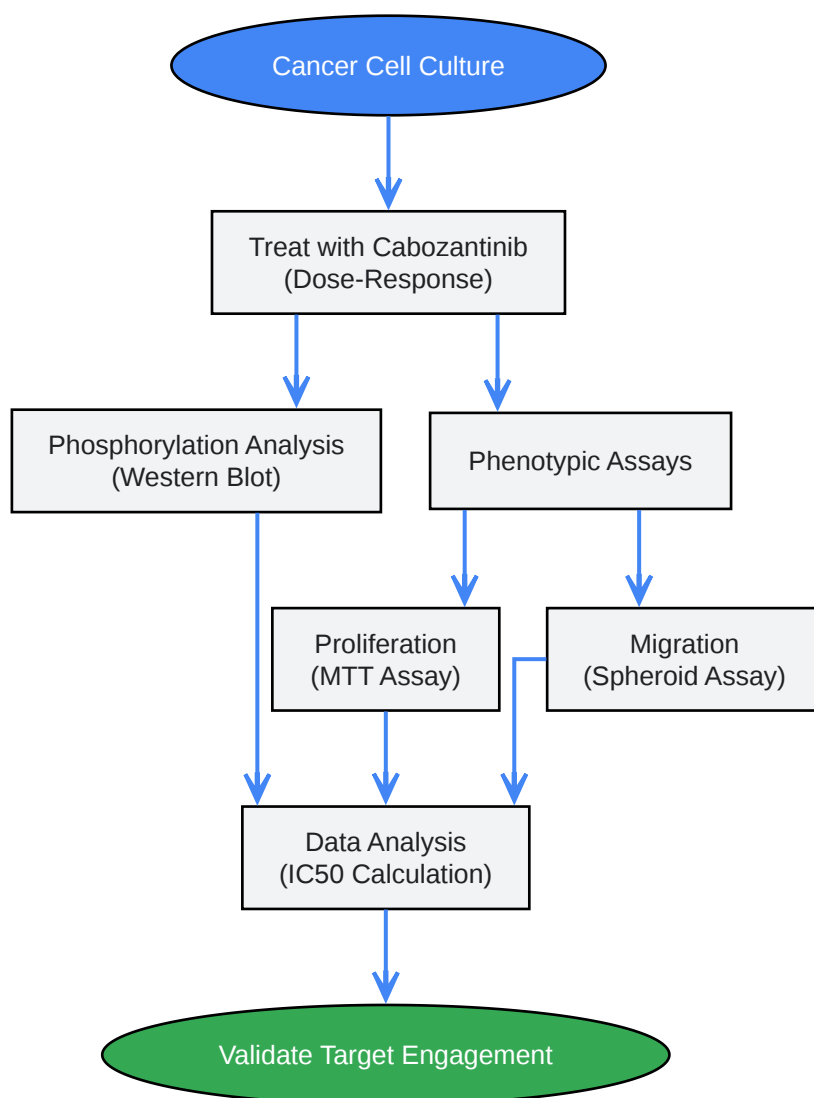 Cancer Cell Culture
Treat with Cabozantinib
(Dose-Response)
Phosphorylation Analysis
(Western Blot)
Phenotypic Assays
Proliferation
(MTT Assay)
Migration
(Spheroid Assay)
Data Analysis
(IC50 Calculation)
Validate Target Engagement